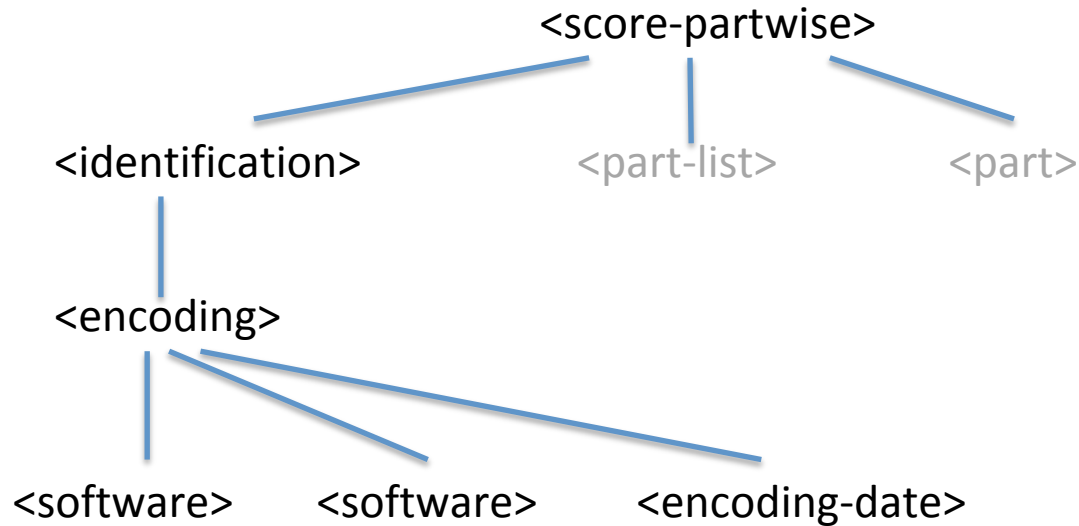 <score-partwise>
<identification> <part-list> <part>
<encoding>
<software> <software> <encoding-date>